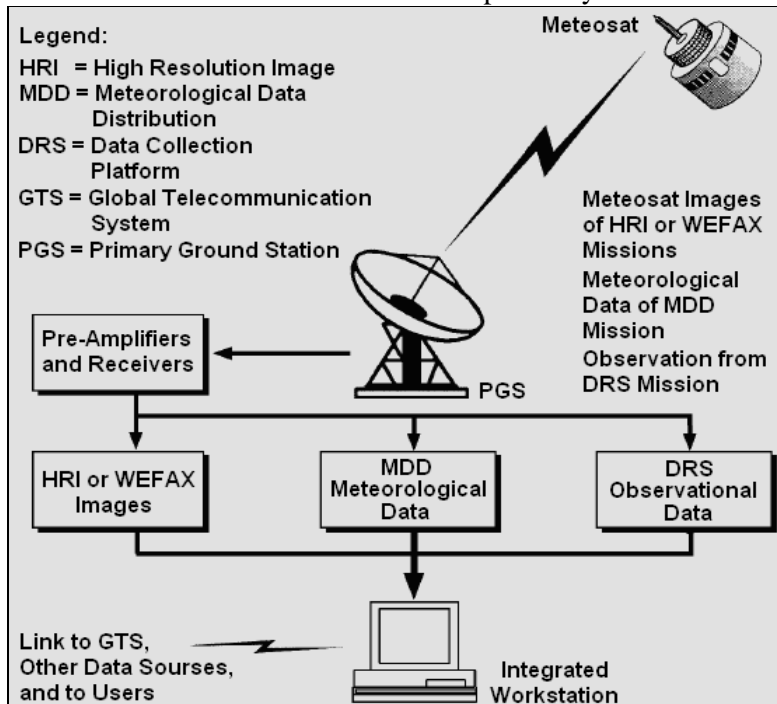 Legend:
HRI = High Resolution Image
MDD = Meteorological Data
Distribution
DRS = Data Collection
Platform
GTS = Global Telecommunication
System
PGS = Primary Ground Station
Meteosat
Meteosat Images
of HRI or WEFAX
Missions
Meteorological
Data of MDD
Mission
Observation from
DRS Mission
Pre-Amplifiers
and Receivers
PGS
HRI or WEFAX
Images
MDD
Meteorological
Data
DRS
Observational
Data
Link to GTS,
Other Data Sourses,
and to Users
Integrated
Workstation